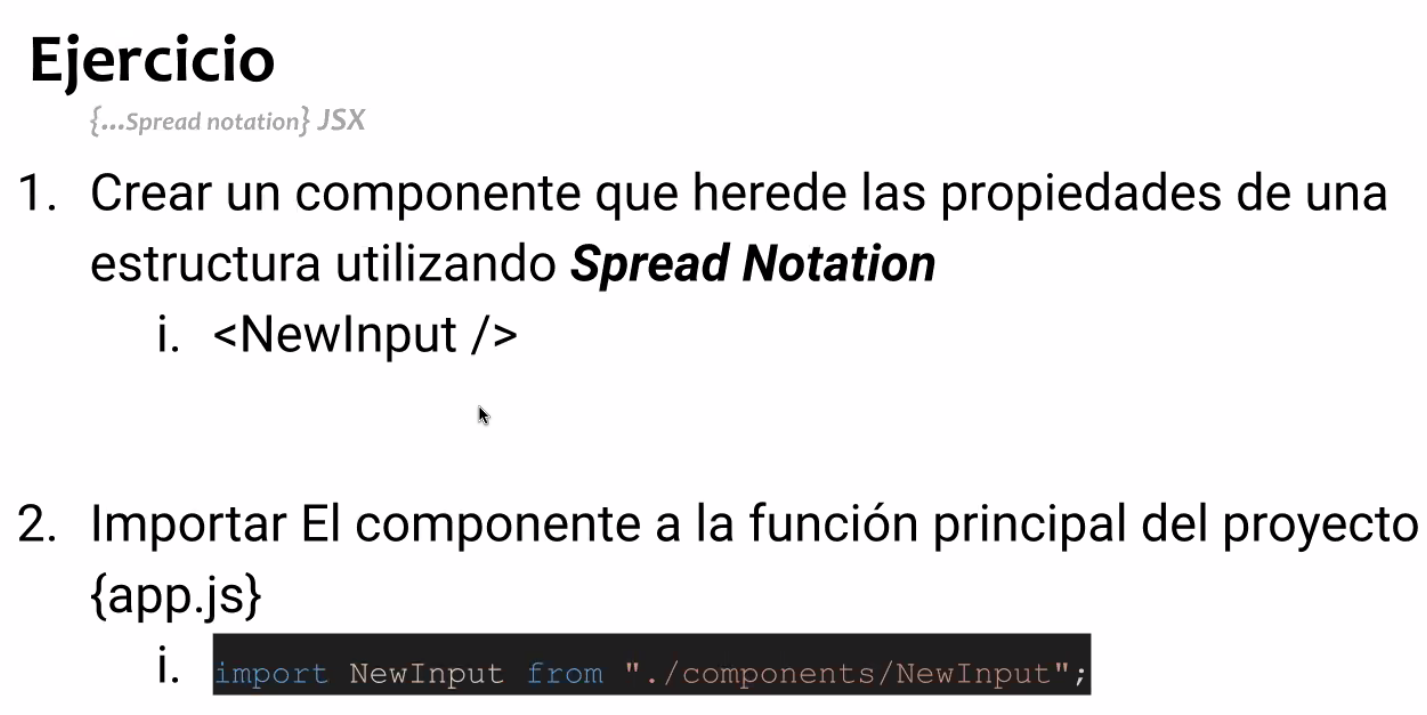 Ejercicio
{...Spread notation} JSX
1. Crear un componente que herede las propiedades de una
estructura utilizando Spread Notation
i. <NewInput />
2. Importar El componente a la función principal del proyecto
{app.js}
i. import NewInput from "./components/NewInput";